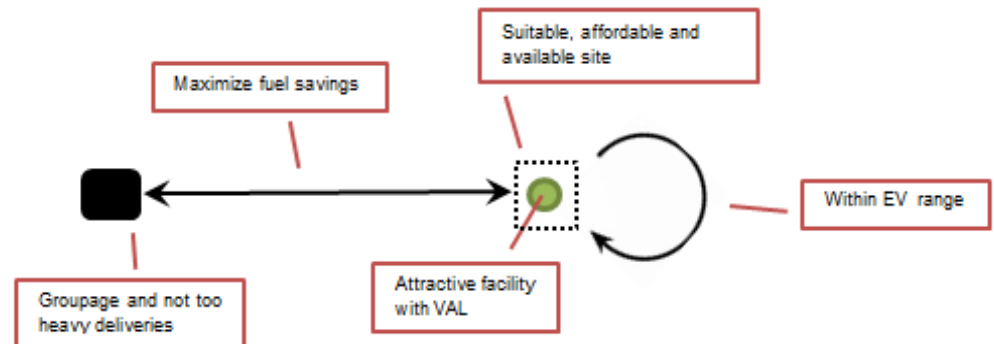 Suitable, affordable and
available site
Maximize fuel savings
Within EV range
Attractive facility
with VAL
Groupage and not too
heavy deliveries